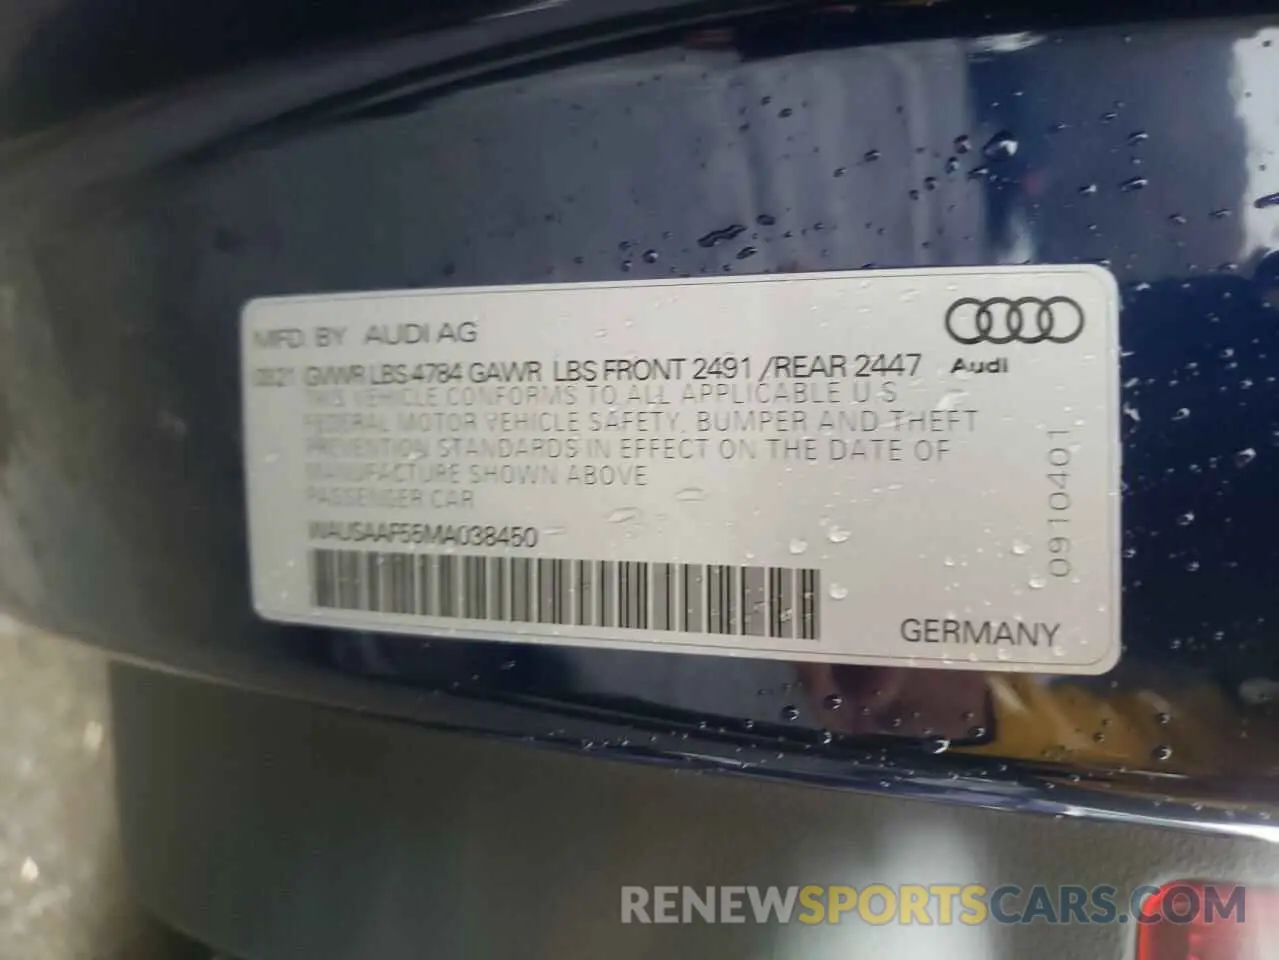 MFD. BY AUDI AG
GVWR LBS 4784 GAWR LBS FRONT 2491 /REAR 2447
THIS VEHICLE CONFORMS TO ALL APPLICABLE U S
FEDERAL MOTOR VEHICLE SAFETY, BUMPER AND THEFT
PREVENTION STANDARDS IN EFFECT ON THE DATE OF
MANUFACTURE SHOWN ABOVE
PASSENGER CAR
WAUSAAF55MA038450
Audi
0910401
GERMANY
RENEWSPORTSCARS.COM